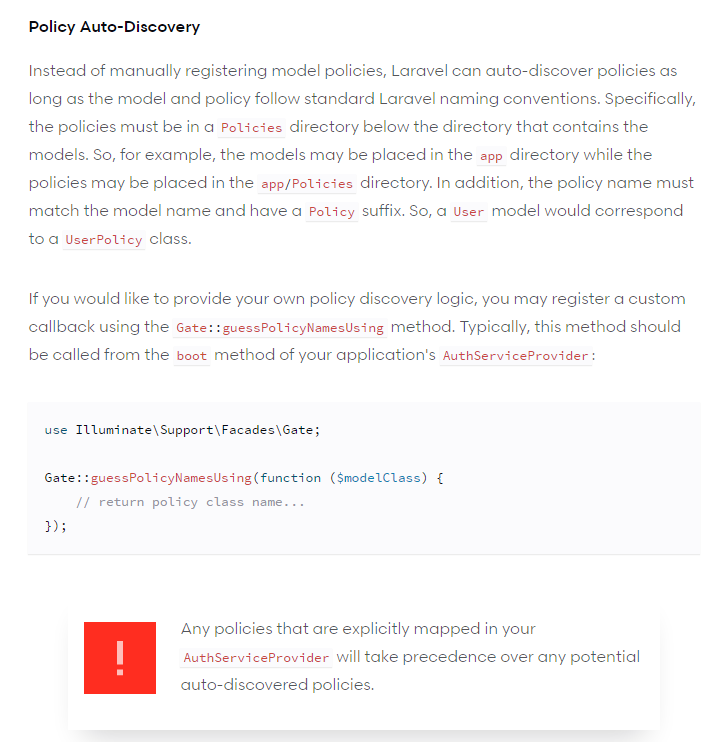 Policy Auto-Discovery
Instead of manually registering model policies, Laravel can auto-discover policies as
long as the model and policy follow standard Laravel naming conventions. Specifically,
the policies must be in a Policies directory below the directory that contains the
models. So, for example, the models may be placed in the app directory while the
policies may be placed in the app/Policies directory. In addition, the policy name must
match the model name and have a Policy suffix. So, a User model would correspond
to a UserPolicy class.
If you would like to provide your own policy discovery logic, you may register a custom
callback using the Gate::guessPolicyNamesUsing method. Typically, this method should
be called from the boot method of your application's AuthServiceProvider:
use Illuminate\Support\Facades\Gate;
Gate::guessPolicyNamesUsing(function ($modelClass) {
    // return policy class name...
});
!
Any policies that are explicitly mapped in your
AuthServiceProvider will take precedence over any potential
auto-discovered policies.